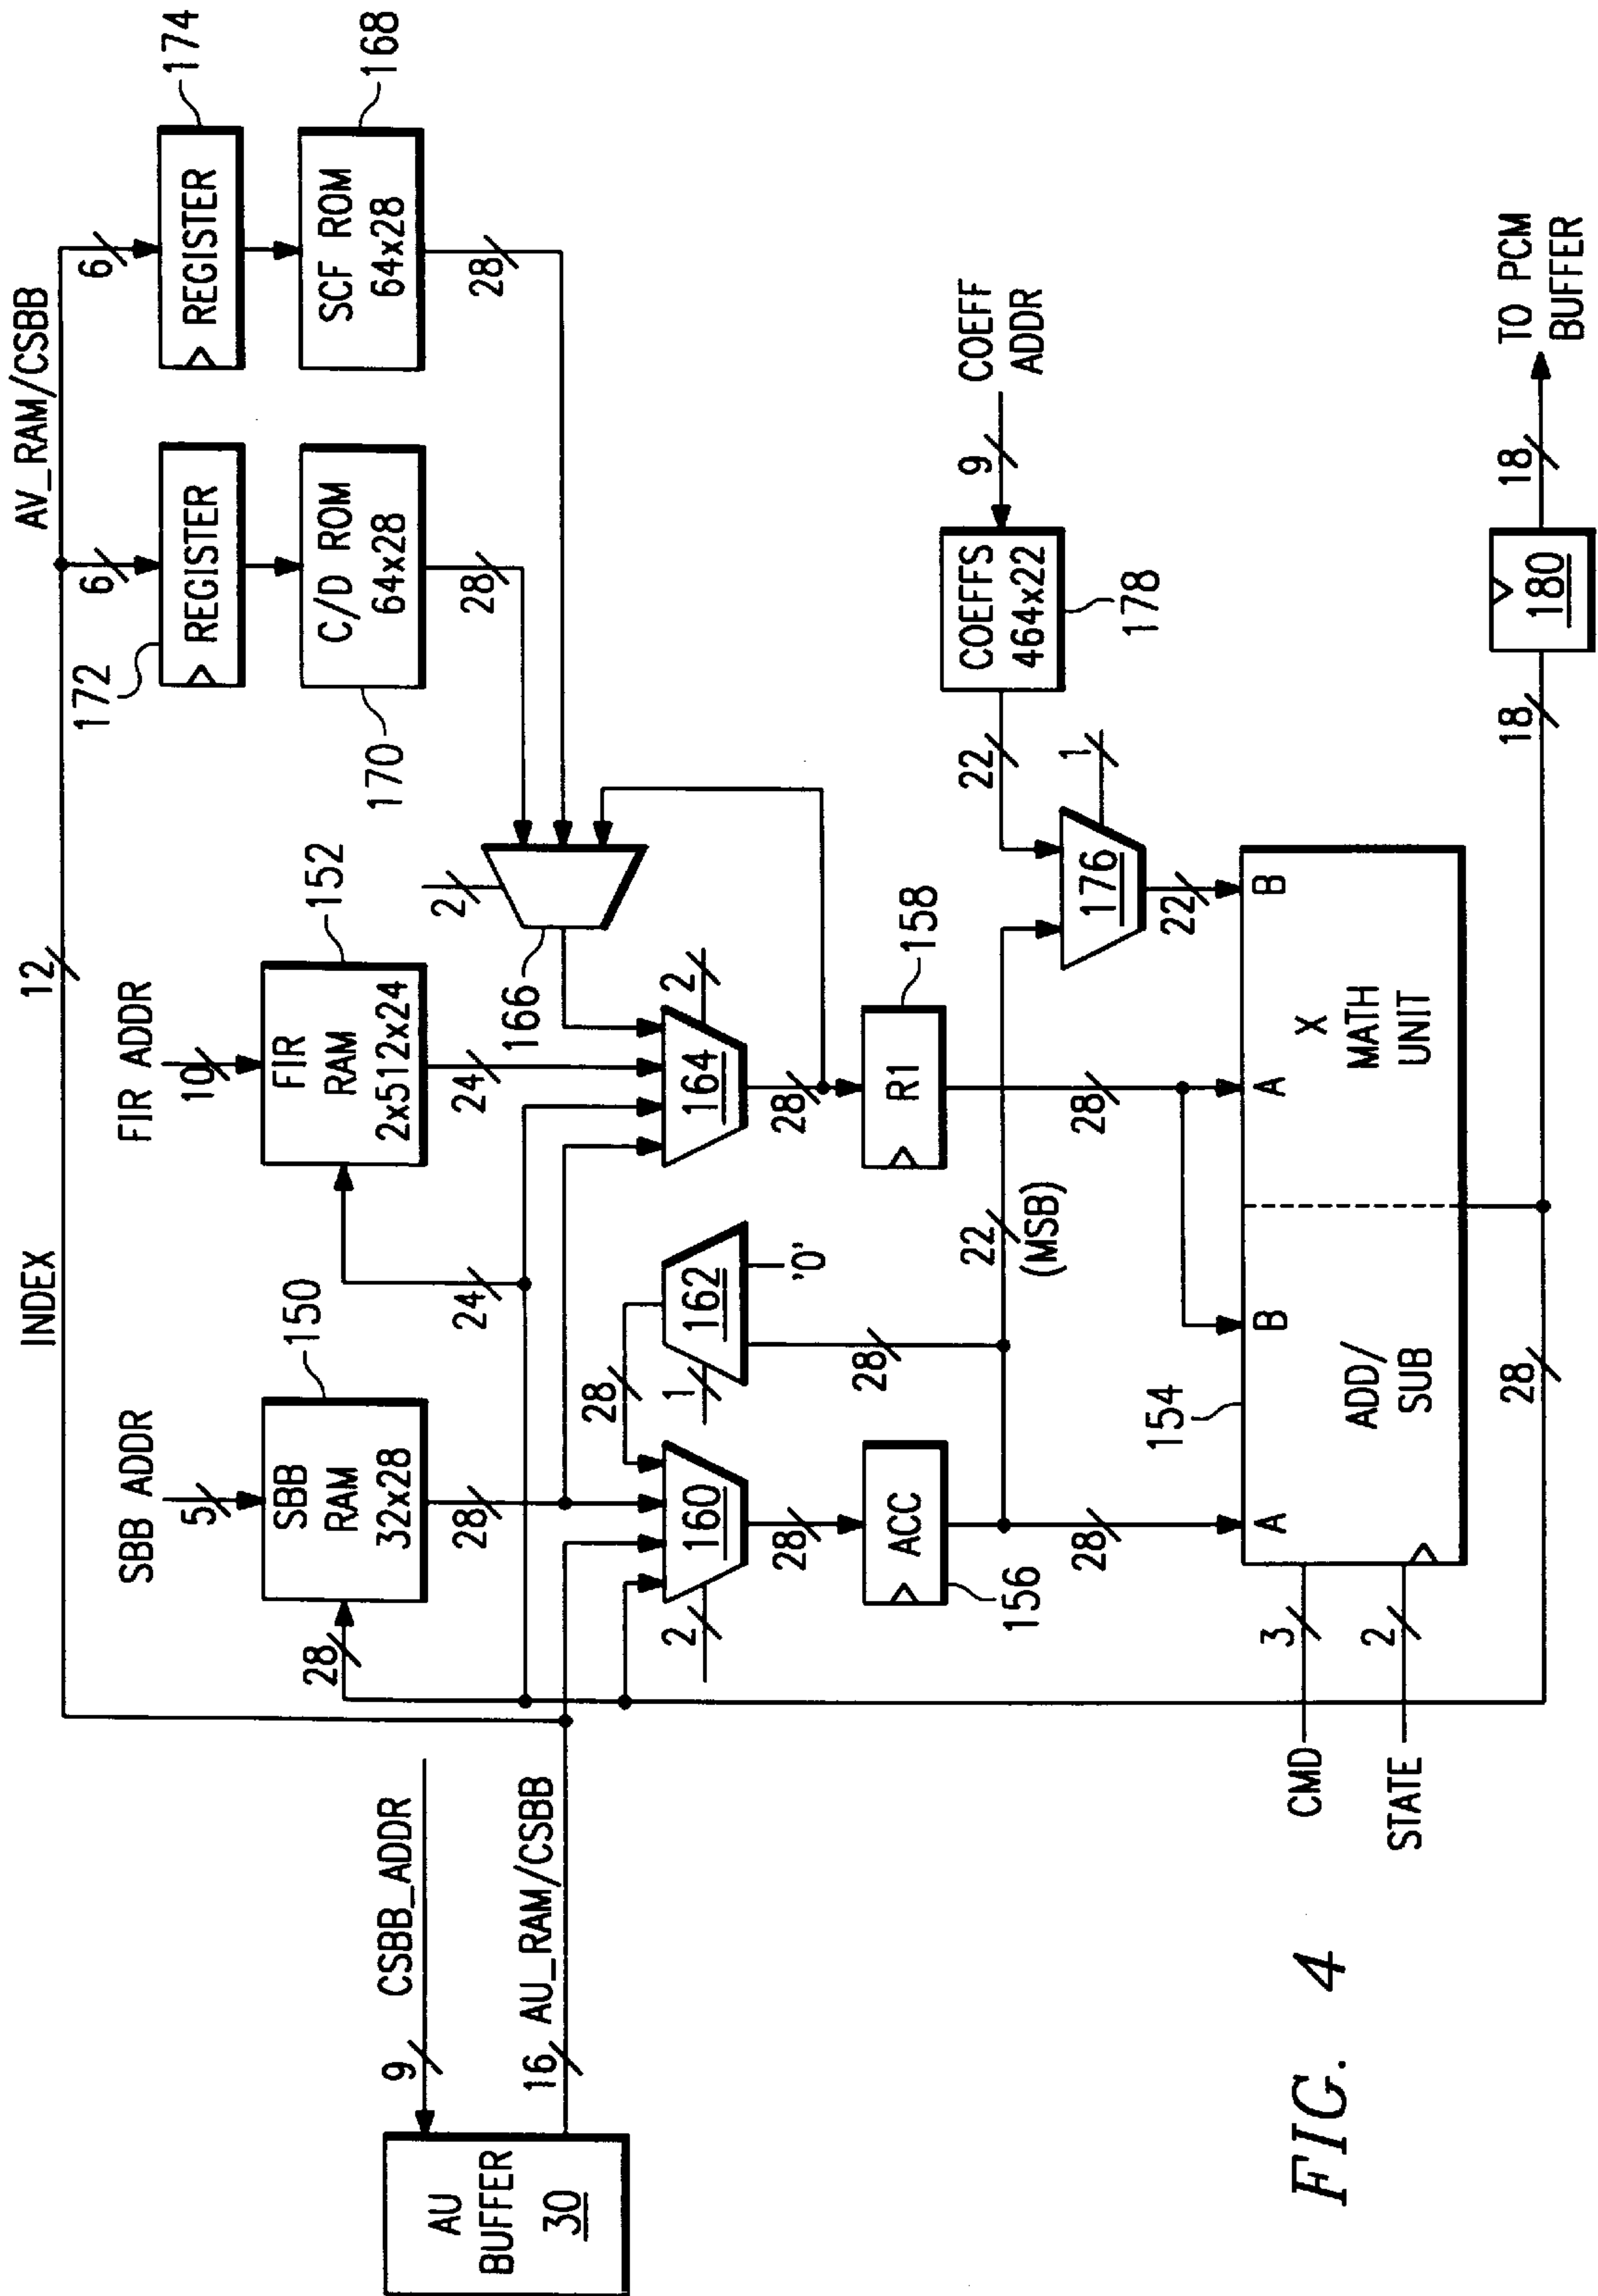 INDEX
12
AV_RAM/CSBB
SBB ADDR
5
FIR ADDR
10
6
6
SBB
RAM
32x28
150
FIR
RAM
2x512x24
152
172
REGISTER
REGISTER
174
C/D ROM
64x28
170
SCF ROM
64x28
168
28
28
24
28
24
28
28
2
166
AU
BUFFER
30
9
CSBB_ADDR
16
AU_RAM/CSBB
2
160
28
1
162
'0'
164
2
28
28
28
ACC
156
R1
158
22
(MSB)
COEFFS
464x22
178
9
COEFF
ADDR
22
176
1
28
28
22
154
A
B
A
B
ADD/
SUB
X
MATH
UNIT
CMD
3
STATE
2
28
18
180
18
TO PCM
BUFFER
FIG. 4